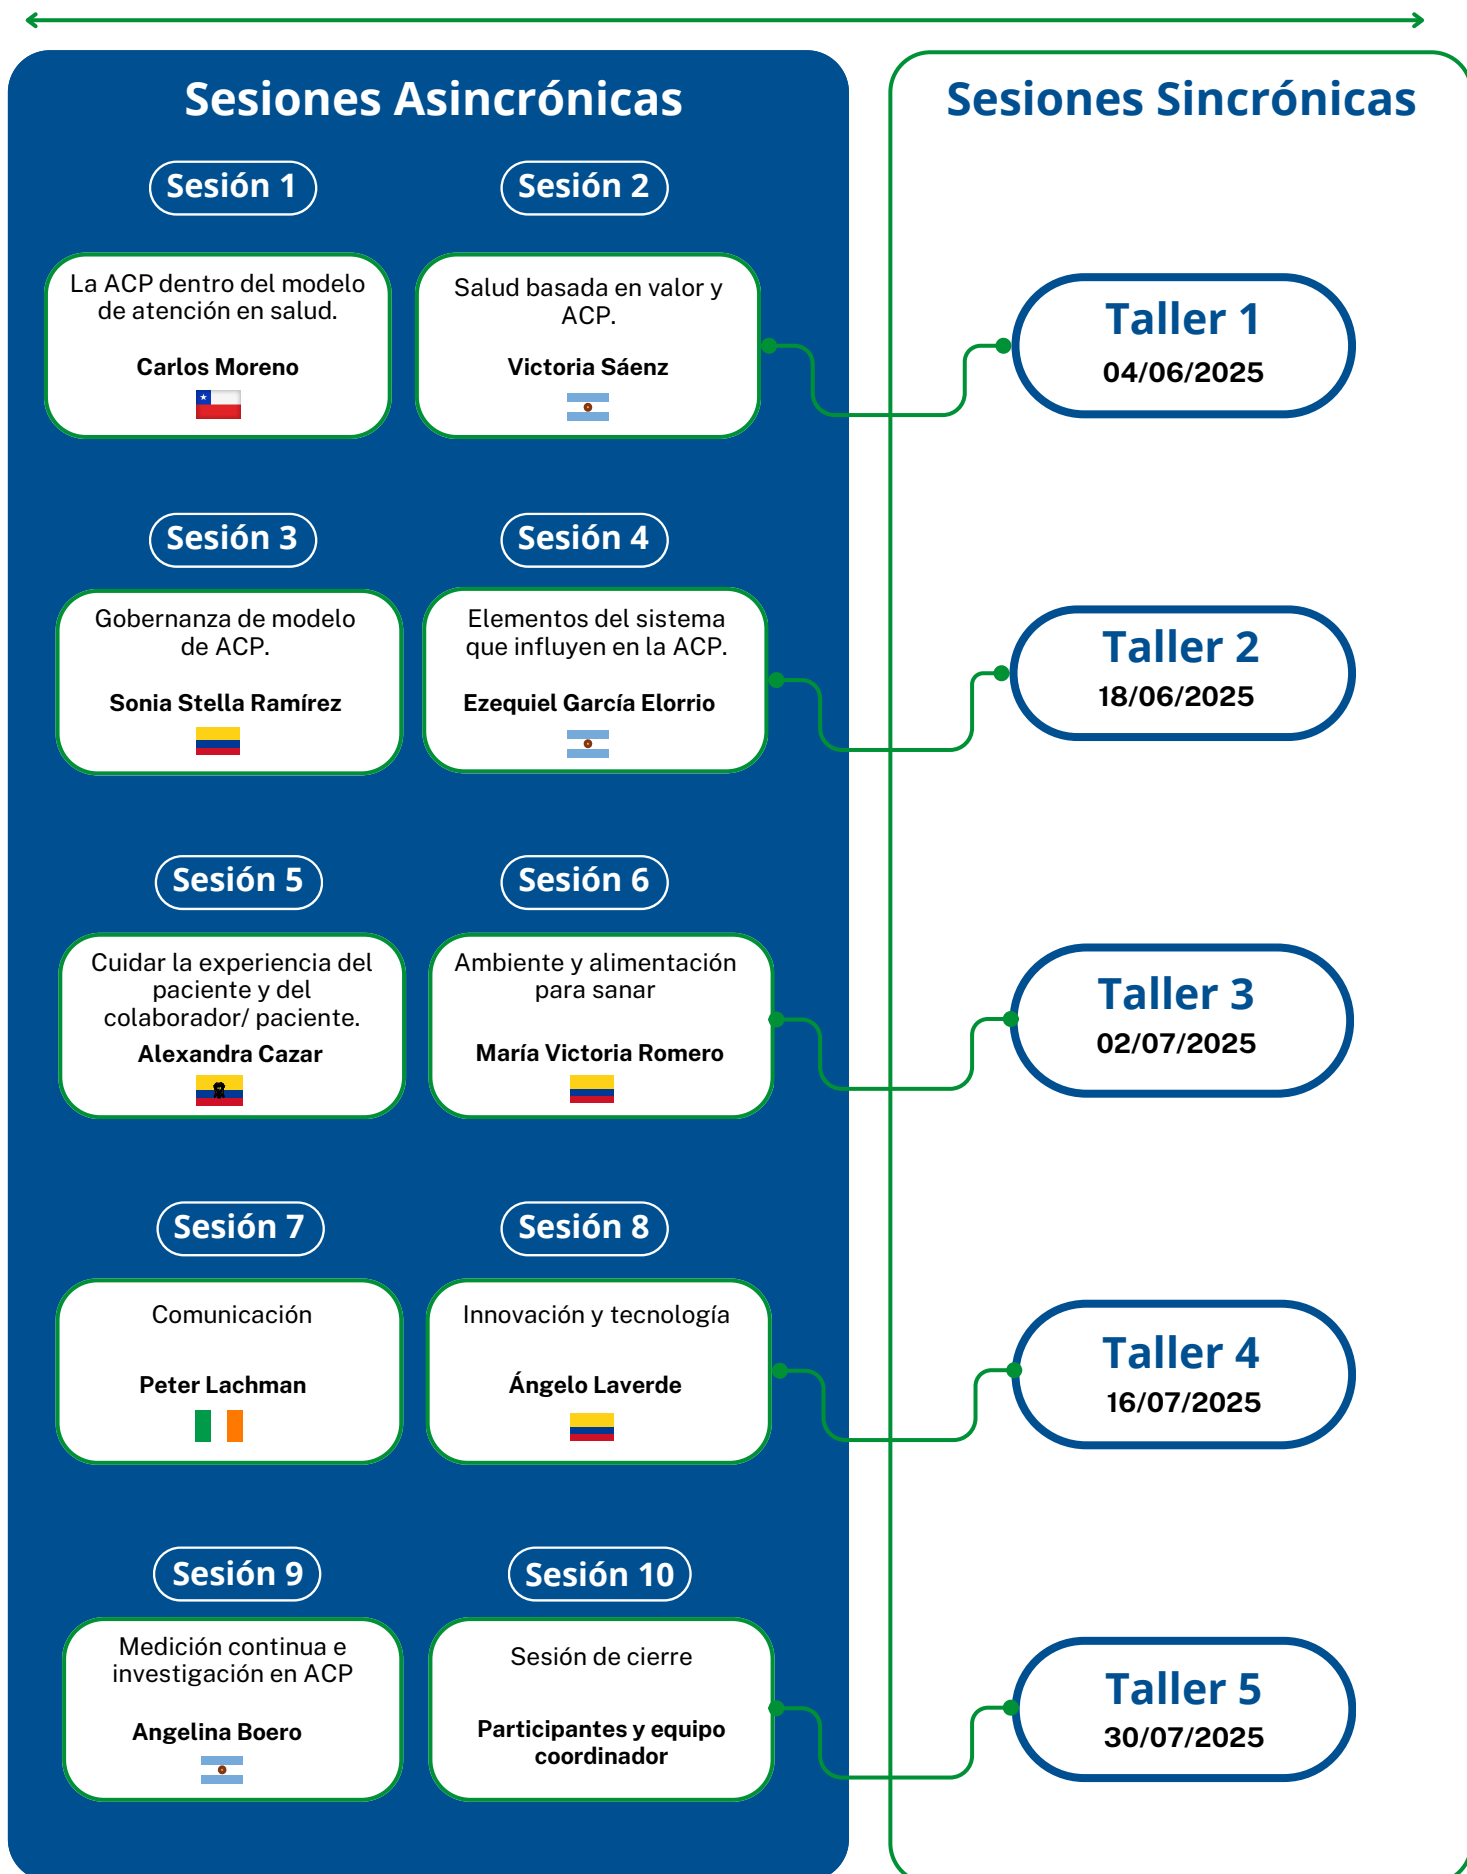 Sesiones Asincrónicas
Sesiones Sincrónicas
Sesión 1
Sesión 2
La ACP dentro del modelo
de atención en salud.
Carlos Moreno
Salud basada en valor y
ACP.
Victoria Sáenz
Taller 1
04/06/2025
Sesión 3
Sesión 4
Gobernanza de modelo
de ACP.
Sonia Stella Ramírez
Elementos del sistema
que influyen en la ACP.
Ezequiel García Elorrio
Taller 2
18/06/2025
Sesión 5
Sesión 6
Cuidar la experiencia del
paciente y del
colaborador/ paciente.
Alexandra Cazar
Ambiente y alimentación
para sanar
María Victoria Romero
Taller 3
02/07/2025
Sesión 7
Sesión 8
Comunicación
Peter Lachman
Innovación y tecnología
Ángelo Laverde
Taller 4
16/07/2025
Sesión 9
Sesión 10
Medición continua e
investigación en ACP
Angelina Boero
Sesión de cierre
Participantes y equipo
coordinador
Taller 5
30/07/2025